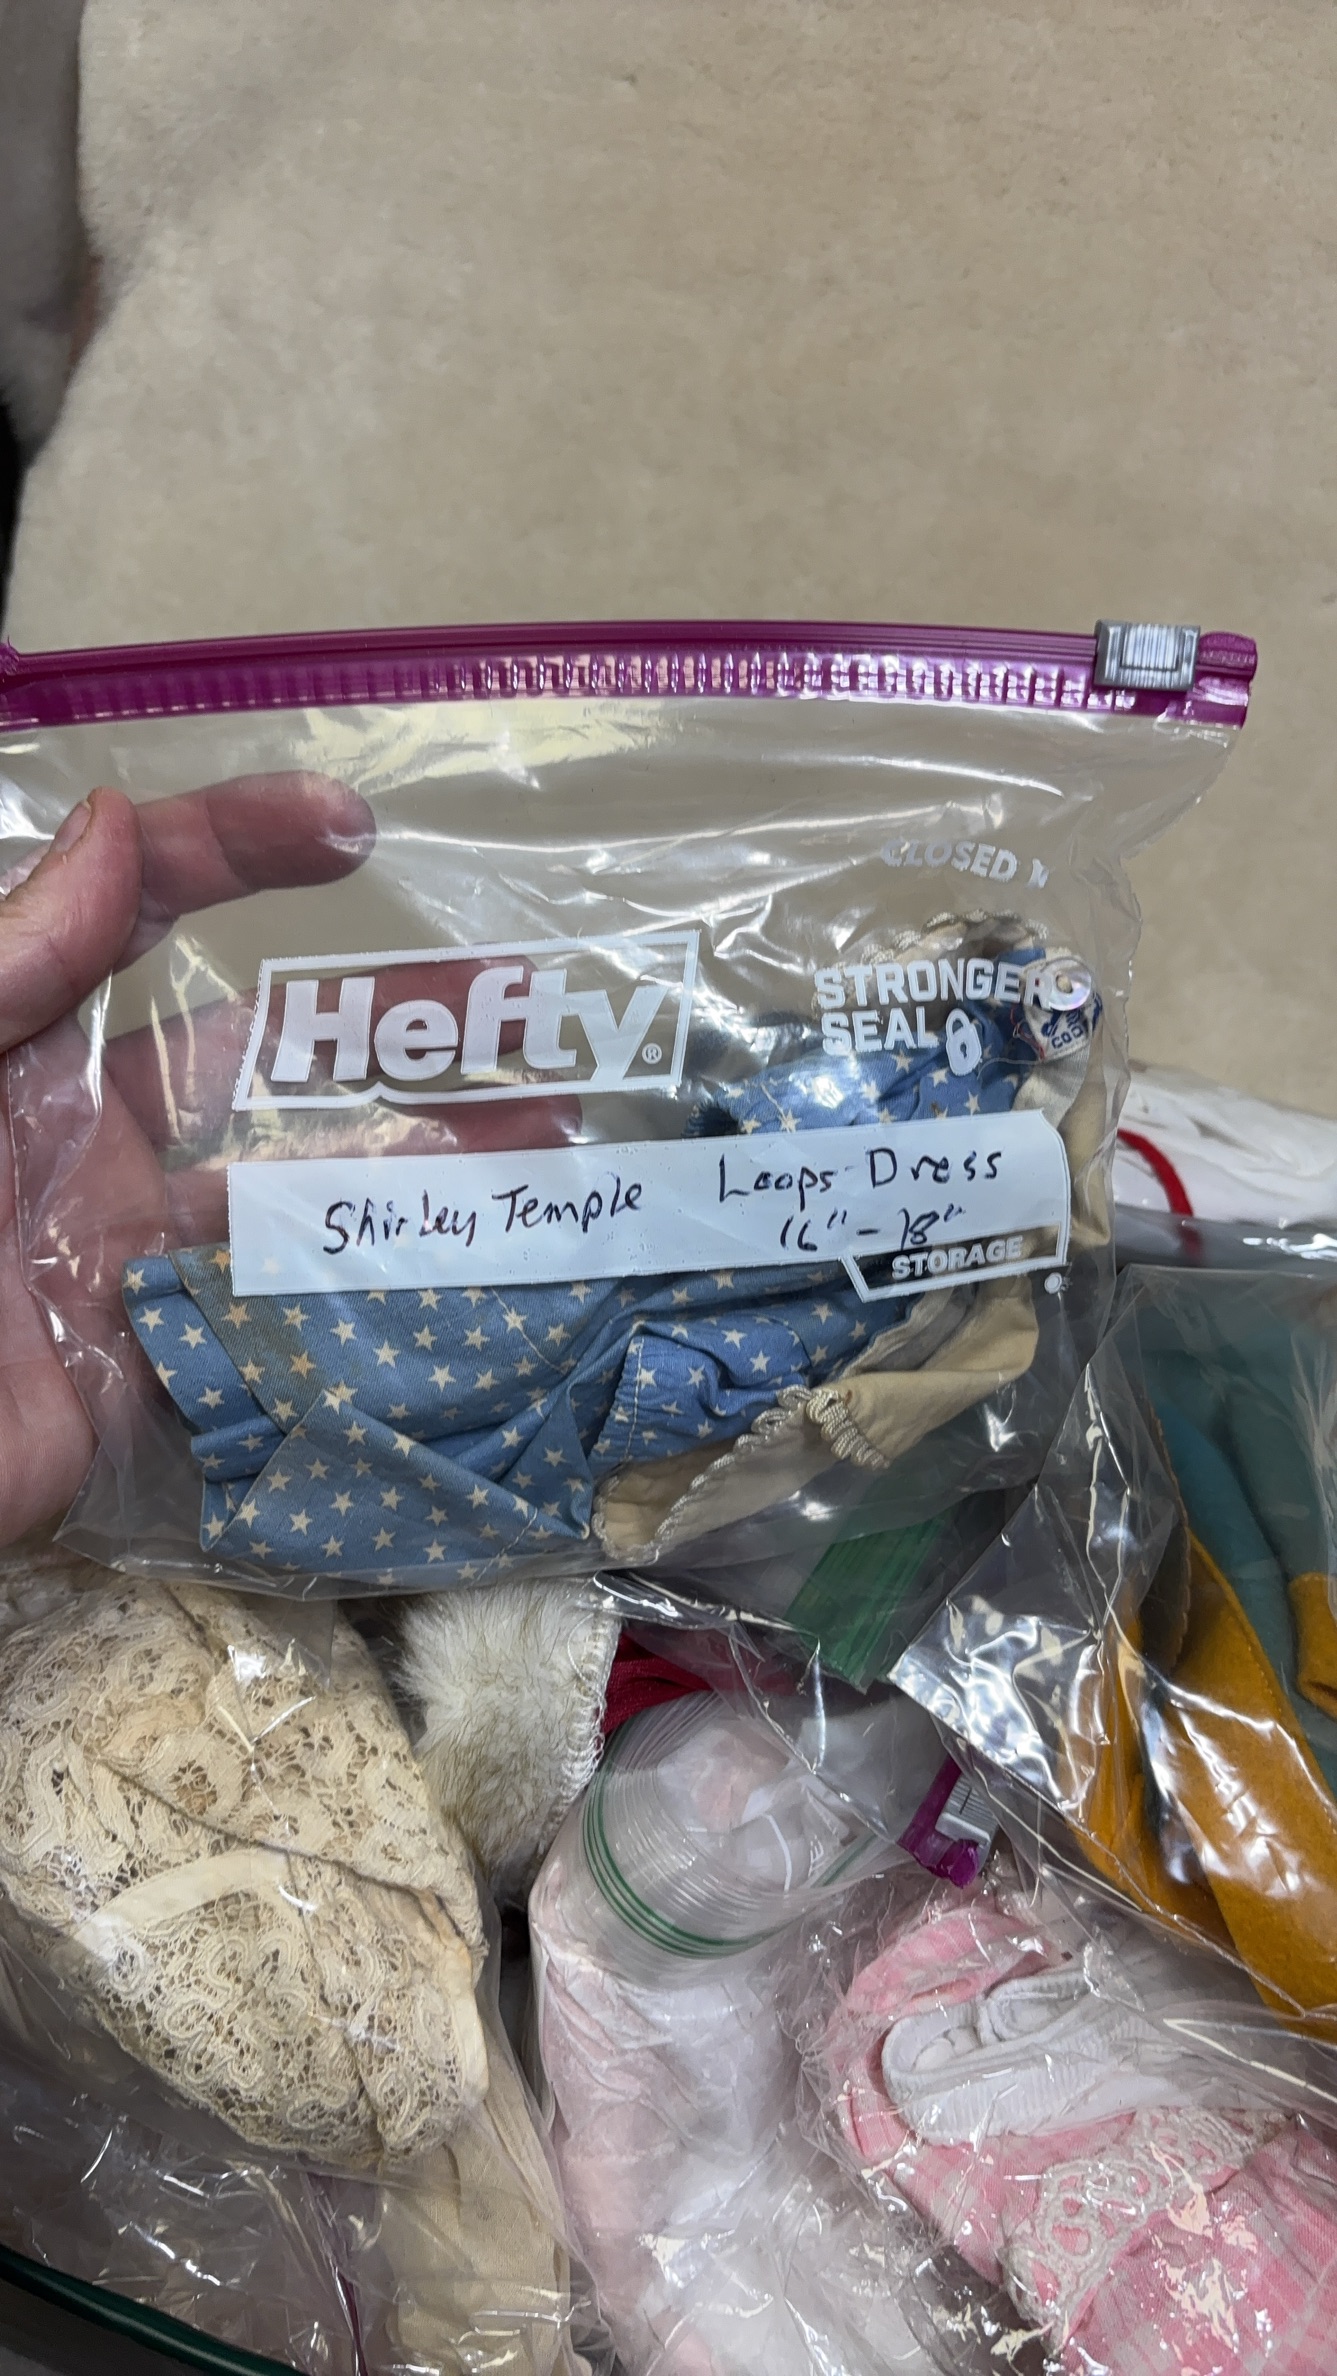 CLOSED
Hefty®
STRONGER
SEAL
Shirley Temple Loops-Dress
16" - 18"
STORAGE